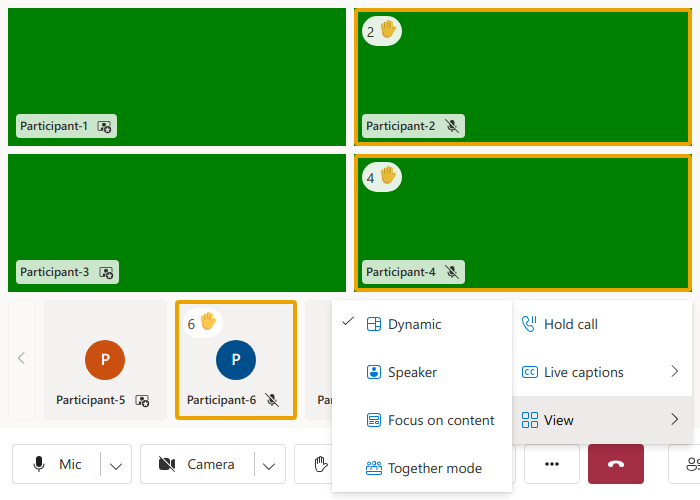 2
Participant-1
Participant-2
4
Participant-3
Participant-4
6
P
P
Participant-5
Participant-6
Dynamic
Speaker
Focus on content
Together mode
Hold call
CC
Live captions
View
Mic
Camera